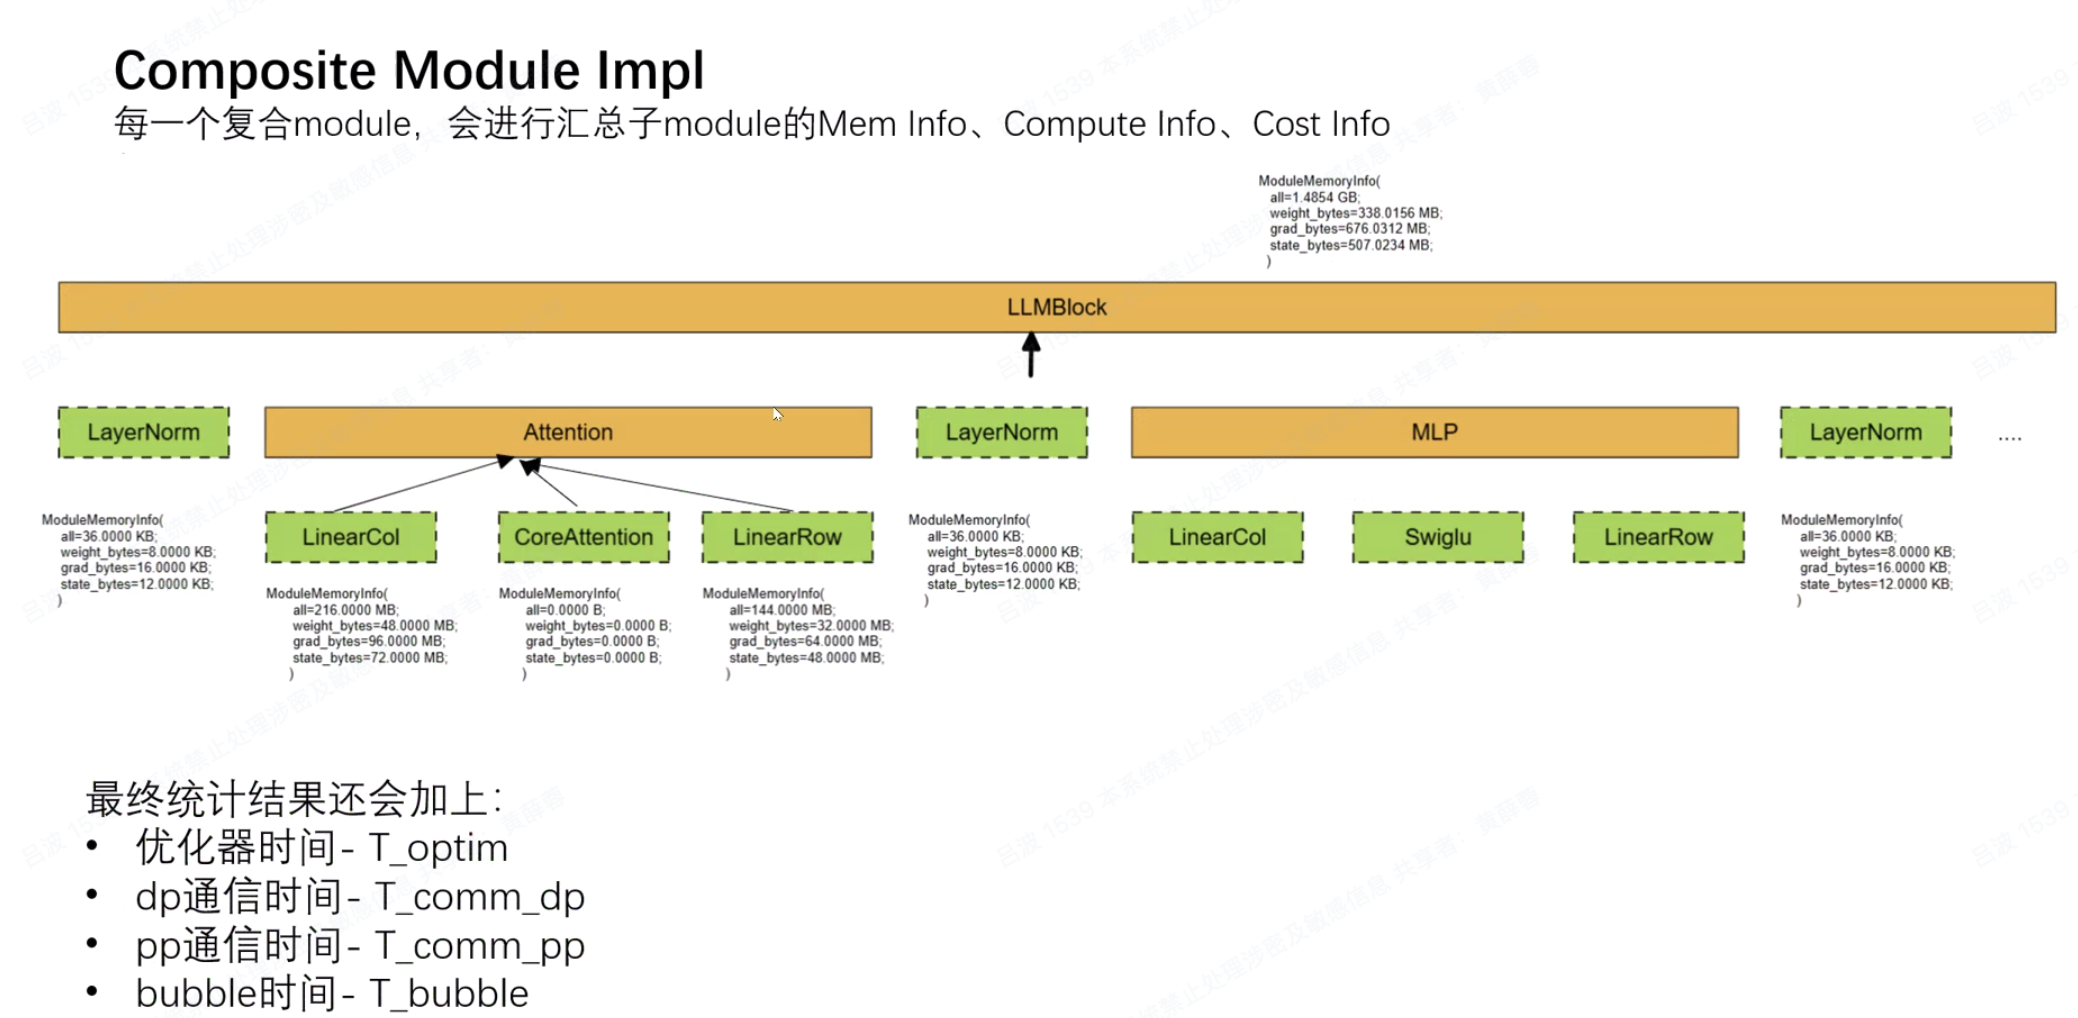 Composite Module Impl
每一个复合module，会进行汇总子module的Mem Info、Compute Info、Cost Info
ModuleMemoryInfo(
all=1.4854 GB;
weight_bytes=338.0156 MB;
grad_bytes=676.0312 MB;
state_bytes=507.0234 MB;
)
LLMBlock
LayerNorm
Attention
LayerNorm
MLP
LayerNorm
....
ModuleMemoryInfo(
all=36.0000 KB;
weight_bytes=8.0000 KB;
grad_bytes=16.0000 KB;
state_bytes=12.0000 KB;
)
LinearCol
ModuleMemoryInfo(
all=216.0000 MB;
weight_bytes=48.0000 MB;
grad_bytes=96.0000 MB;
state_bytes=72.0000 MB;
)
CoreAttention
ModuleMemoryInfo(
all=0.0000 B;
weight_bytes=0.0000 B;
grad_bytes=0.0000 B;
state_bytes=0.0000 B;
)
LinearRow
ModuleMemoryInfo(
all=144.0000 MB;
weight_bytes=32.0000 MB;
grad_bytes=64.0000 MB;
state_bytes=48.0000 MB;
)
ModuleMemoryInfo(
all=36.0000 KB;
weight_bytes=8.0000 KB;
grad_bytes=16.0000 KB;
state_bytes=12.0000 KB;
)
LinearCol
Swiglu
LinearRow
ModuleMemoryInfo(
all=36.0000 KB;
weight_bytes=8.0000 KB;
grad_bytes=16.0000 KB;
state_bytes=12.0000 KB;
)
最终统计结果还会加上：
• 优化器时间- T_optim
• dp通信时间- T_comm_dp
• pp通信时间- T_comm_pp
• bubble时间- T_bubble